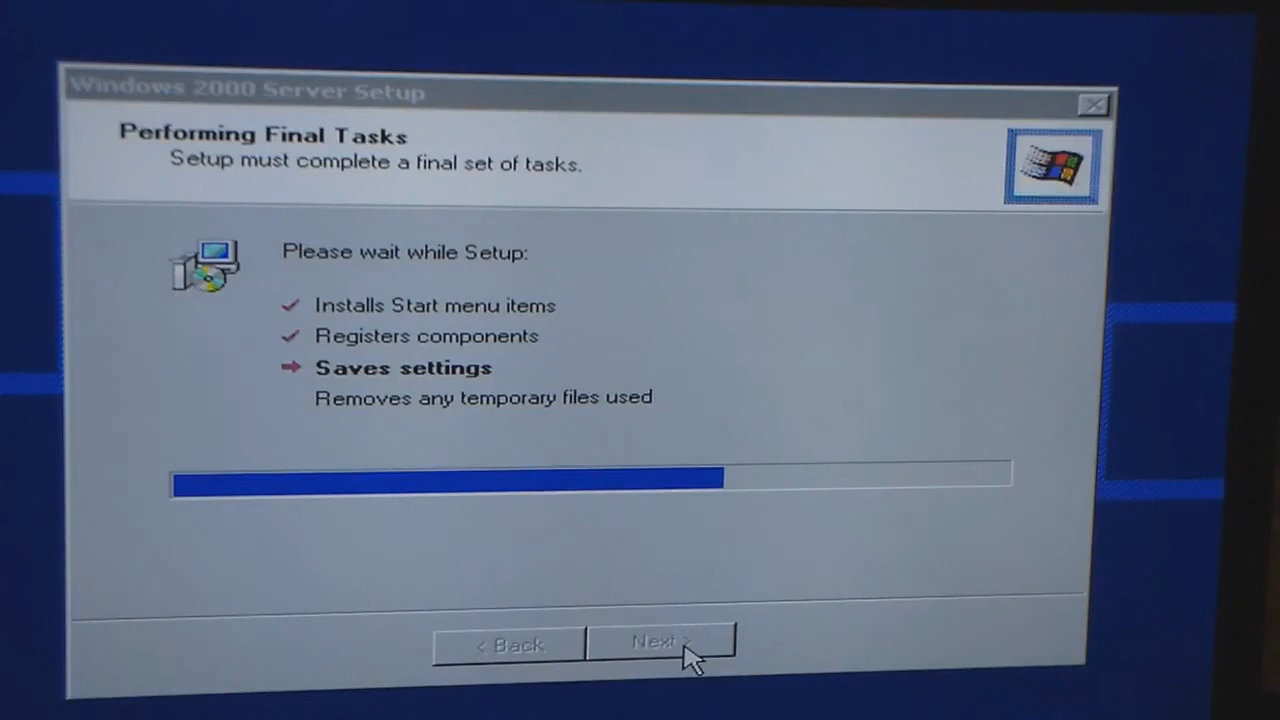 Windows 2000 Server Setup
Performing Final Tasks
Setup must complete a final set of tasks.
Please wait while Setup:
Installs Start menu items
Registers components
Saves settings
Removes any temporary files used
< Back
Next >